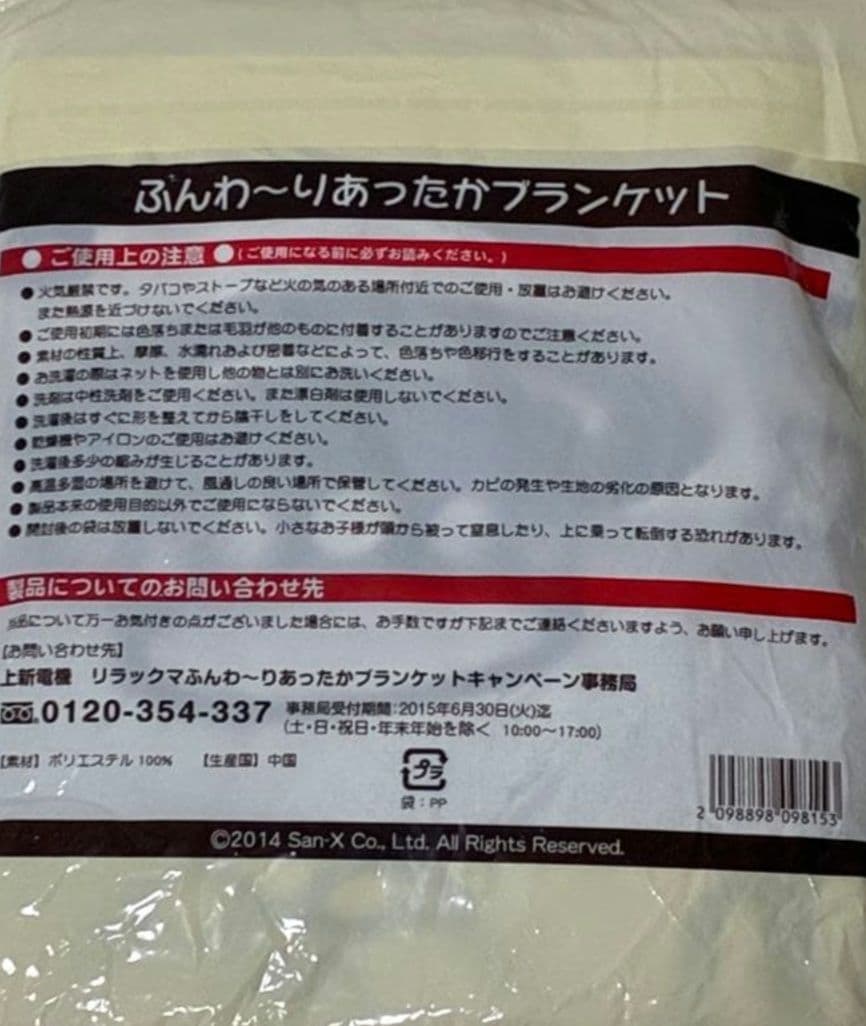 ふんわ〜りあったかブランケット
●ご使用上の注意●(ご使用になる前に必ずお読みください。)
●火気厳禁です。タバコやストーブなど火の気のある場所付近でのご使用・放置はお避けください。
また熱源を近づけないでください。
●ご使用初期には色落ちまたは毛羽が他のものに付着することがありますのでご注意ください。
●素材の性質上、摩擦、水濡れおよび密着などによって、色落ちや色移行をすることがあります。
●お洗濯の際はネットを使用し他の物とは別にお洗いください。
●洗剤は中性洗剤をご使用ください。また漂白剤は使用しないでください。
●洗濯後はすぐに形を整えてから陰干しをしてください。
●乾燥機やアイロンのご使用はお避けください。
●洗濯後多少の縮みが生じることがあります。
●高温多湿の場所を避けて、風通しの良い場所で保管してください。カビの発生や生地の劣化の原因となります。
●製品本来の使用目的以外でご使用にならないでください。
●開封後の袋は放置しないでください。小さなお子様が頭から被って窒息したり、上に乗って転倒する恐れがあります。
製品についてのお問い合わせ先
当品について万一お気付きの点がございました場合には、お手数ですが下記までご連絡くださいますよう、お願い申し上げます。
【お問い合わせ先】
上新電機 リラックマふんわ〜りあったかブランケットキャンペーン事務局
0120-354-337 事務局受付期間:2015年6月30日(火)迄
(土・日・祝日・年末年始を除く 10:00〜17:00)
【素材】ポリエステル100% 【生産国】中国
プラ
袋:PP
2 098898 098153
©2014 San-X Co., Ltd. All Rights Reserved.